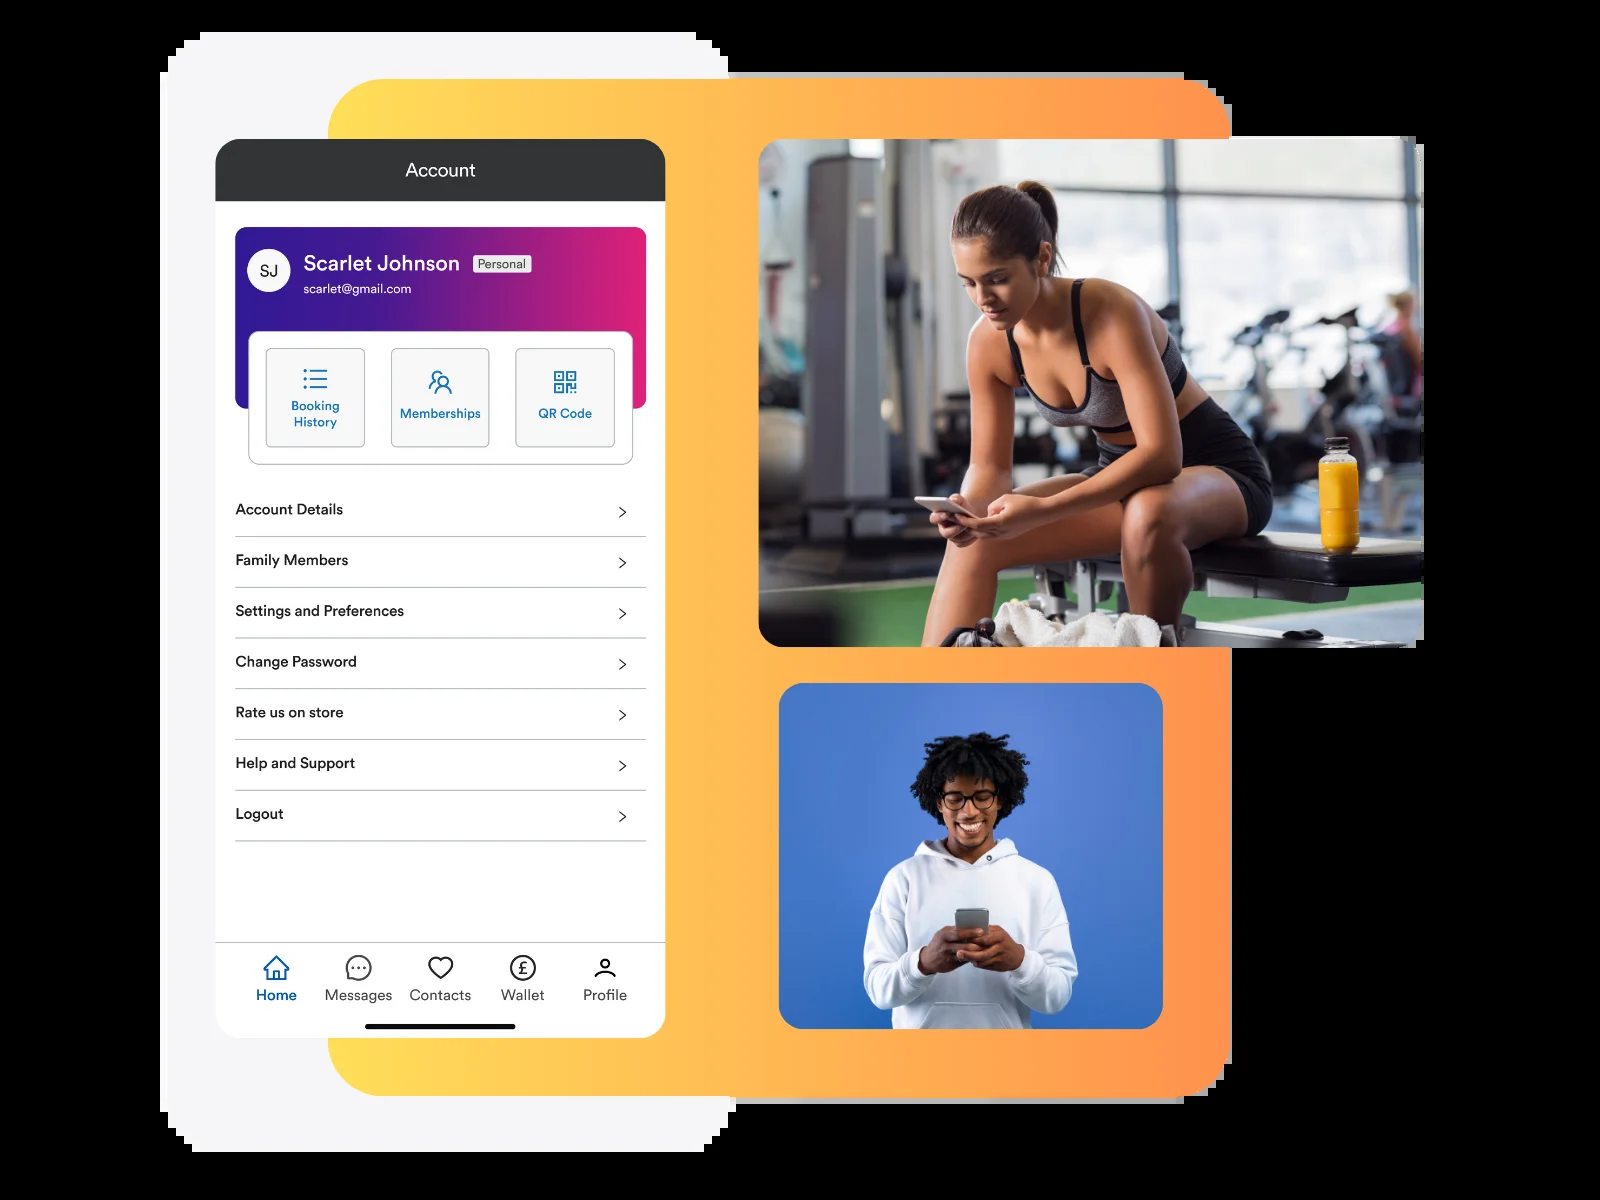 Account
SJ
Scarlet Johnson
Personal
scarlet@gmail.com
Booking
History
Memberships
QR Code
Account Details
Family Members
Settings and Preferences
Change Password
Rate us on store
Help and Support
Logout
£
Home
Messages
Contacts
Wallet
Profile